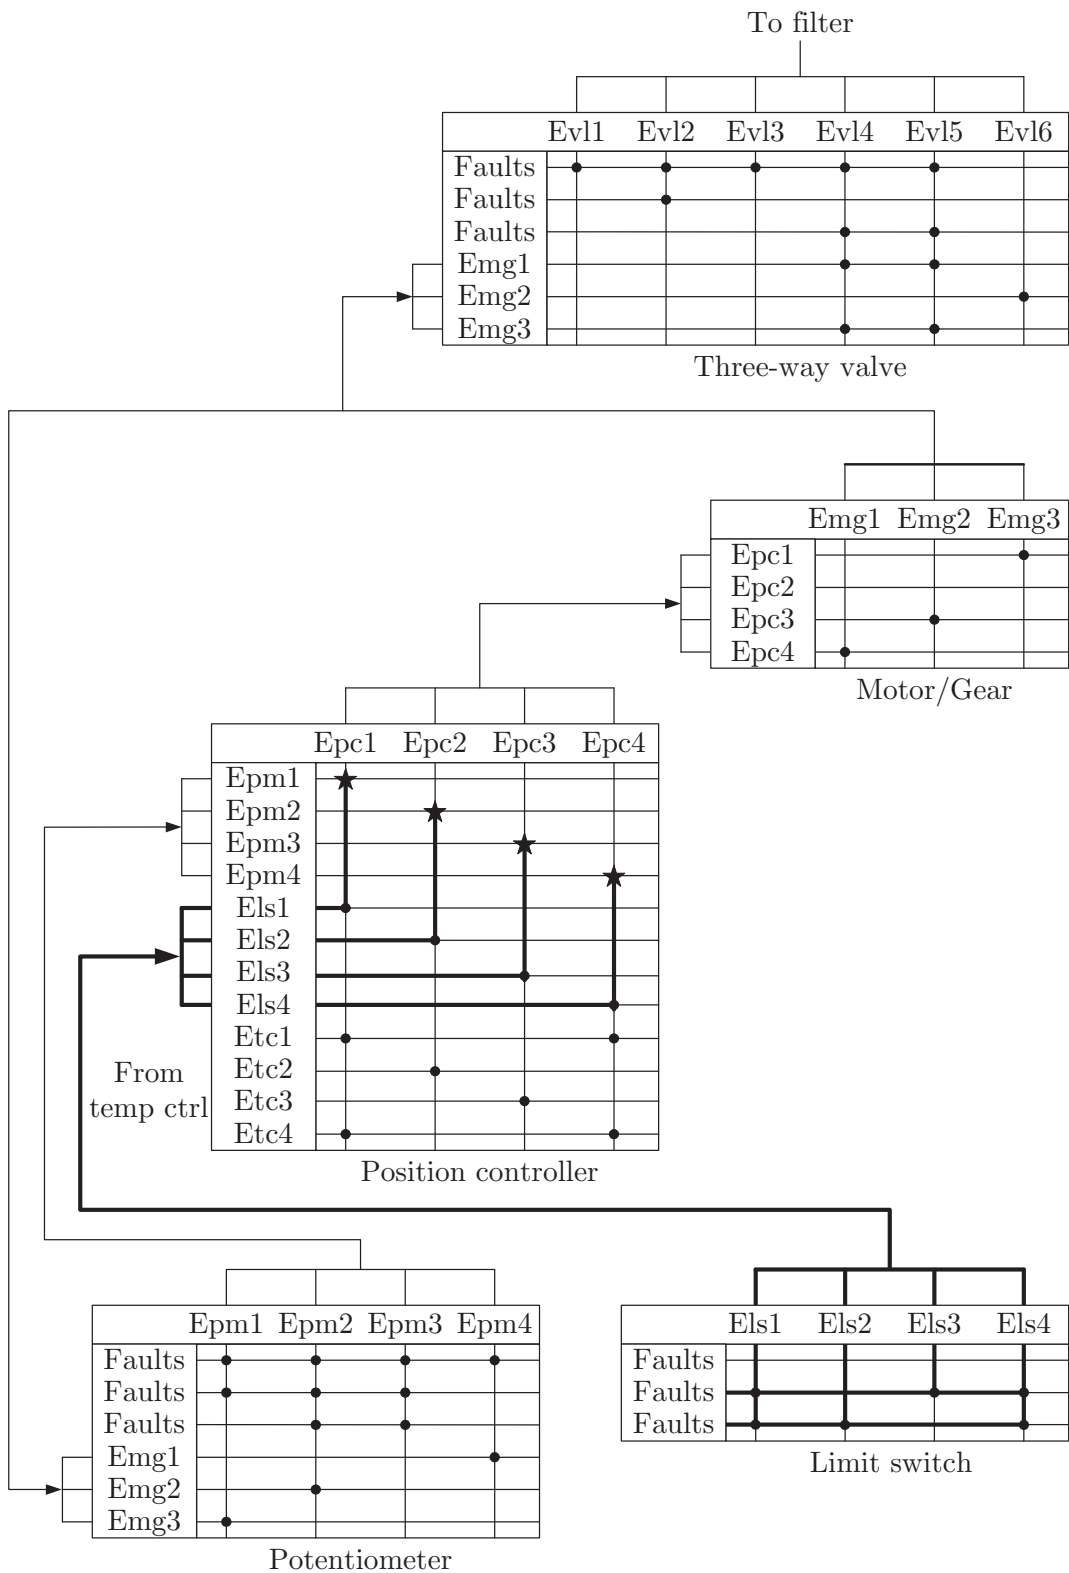 To filter
Evl1 Evl2 Evl3 Evl4 Evl5 Evl6
Faults
Faults
Faults
Emg1
Emg2
Emg3
Three-way valve
Emg1 Emg2 Emg3
Epc1
Epc2
Epc3
Epc4
Motor/Gear
Epc1 Epc2 Epc3 Epc4
Epm1
Epm2
Epm3
Epm4
Els1
Els2
Els3
Els4
Etc1
Etc2
Etc3
Etc4
From
temp ctrl
Position controller
Epm1 Epm2 Epm3 Epm4
Faults
Faults
Faults
Emg1
Emg2
Emg3
Potentiometer
Els1 Els2 Els3 Els4
Faults
Faults
Faults
Limit switch